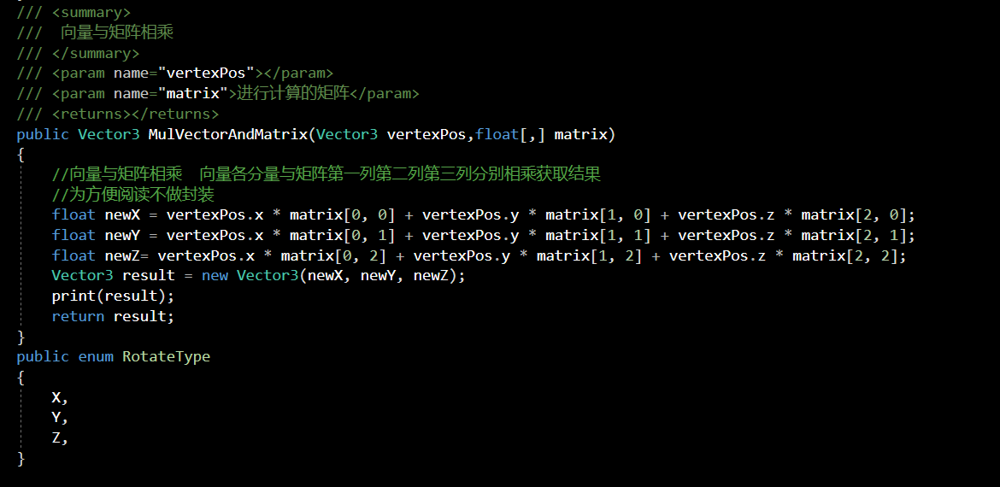 /// <summary>
///  向量与矩阵相乘
/// </summary>
/// <param name="vertexPos"></param>
/// <param name="matrix">进行计算的矩阵</param>
/// <returns></returns>
public Vector3 MulVectorAndMatrix(Vector3 vertexPos,float[,] matrix)
{
    //向量与矩阵相乘  向量各分量与矩阵第一列第二列第三列分别相乘获取结果
    //为方便阅读不做封装
    float newX = vertexPos.x * matrix[0, 0] + vertexPos.y * matrix[1, 0] + vertexPos.z * matrix[2, 0];
    float newY = vertexPos.x * matrix[0, 1] + vertexPos.y * matrix[1, 1] + vertexPos.z * matrix[2, 1];
    float newZ= vertexPos.x * matrix[0, 2] + vertexPos.y * matrix[1, 2] + vertexPos.z * matrix[2, 2];
    Vector3 result = new Vector3(newX, newY, newZ);
    print(result);
    return result;
}
public enum RotateType
{
    X,
    Y,
    Z,
}